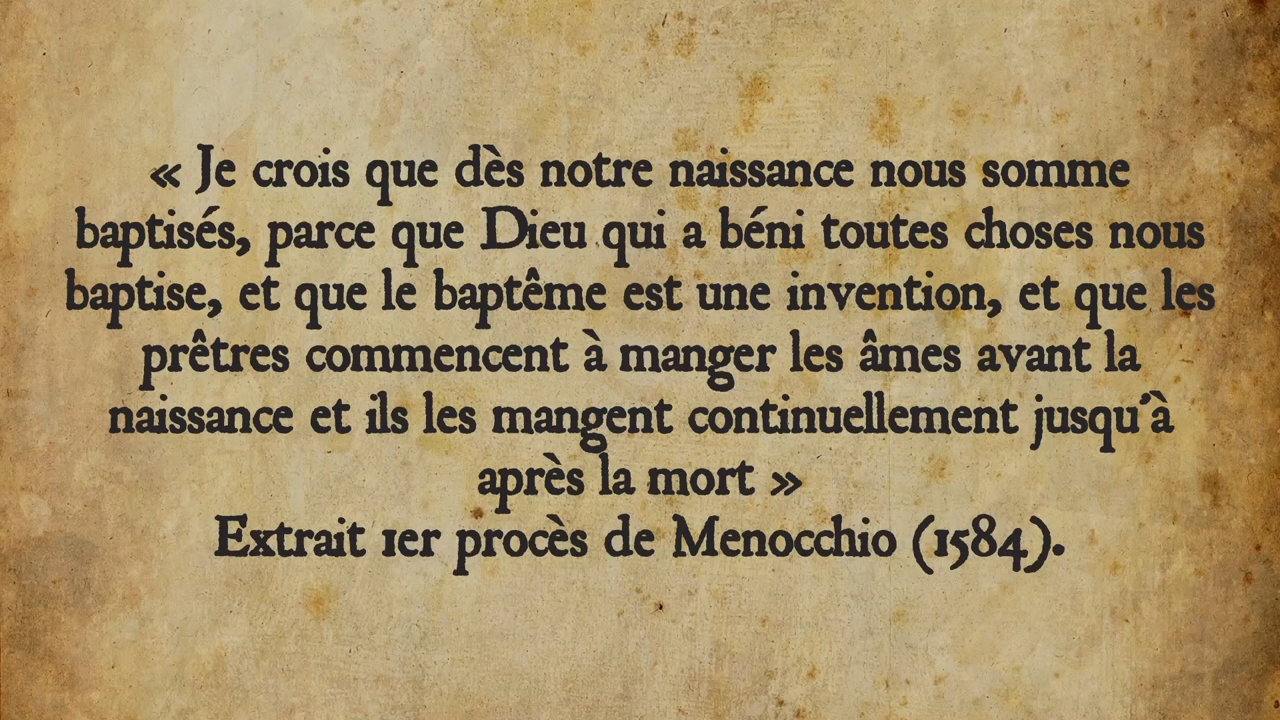 « Je crois que dès notre naissance nous somme
baptisés, parce que Dieu qui a béni toutes choses nous
baptise, et que le baptême est une invention, et que les
prêtres commencent à manger les âmes avant la
naissance et ils les mangent continuellement jusqu'à
après la mort »
Extrait 1er procès de Menocchio (1584).